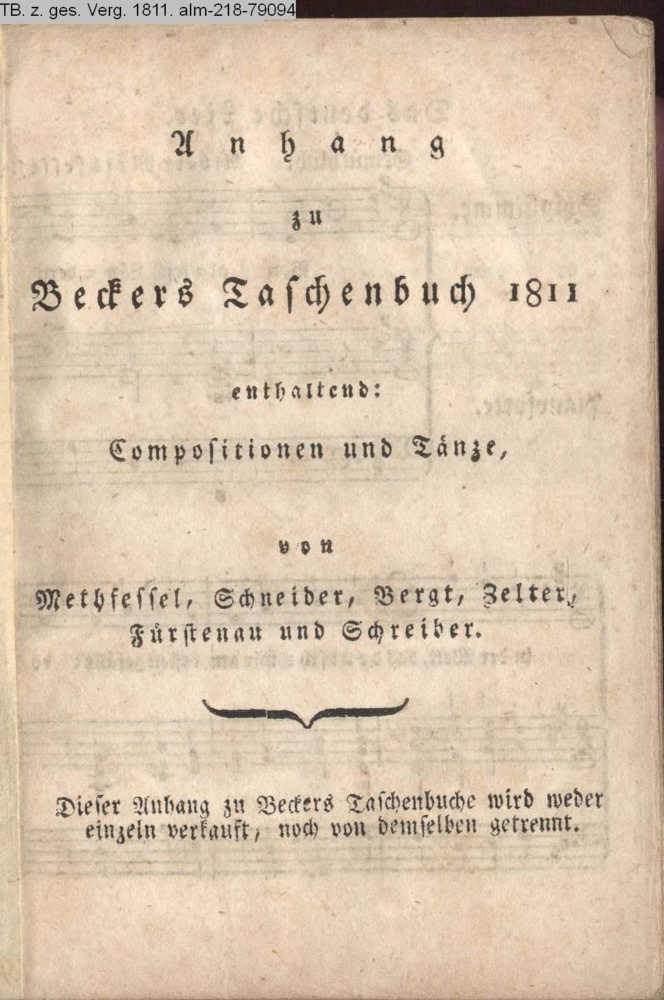 TB. z. ges. Verg. 1811. alm-218-79094
Anhang
zu
Beckers Taschenbuch 1811
enthaltend:
Compositionen und Tänze,
von
Methfessel, Schneider, Bergt, Zelter,
Fürstenau und Schreiber.
Dieser Anhang zu Beckers Taschenbuche wird weder
einzeln verkauft, noch von demselben getrennt.